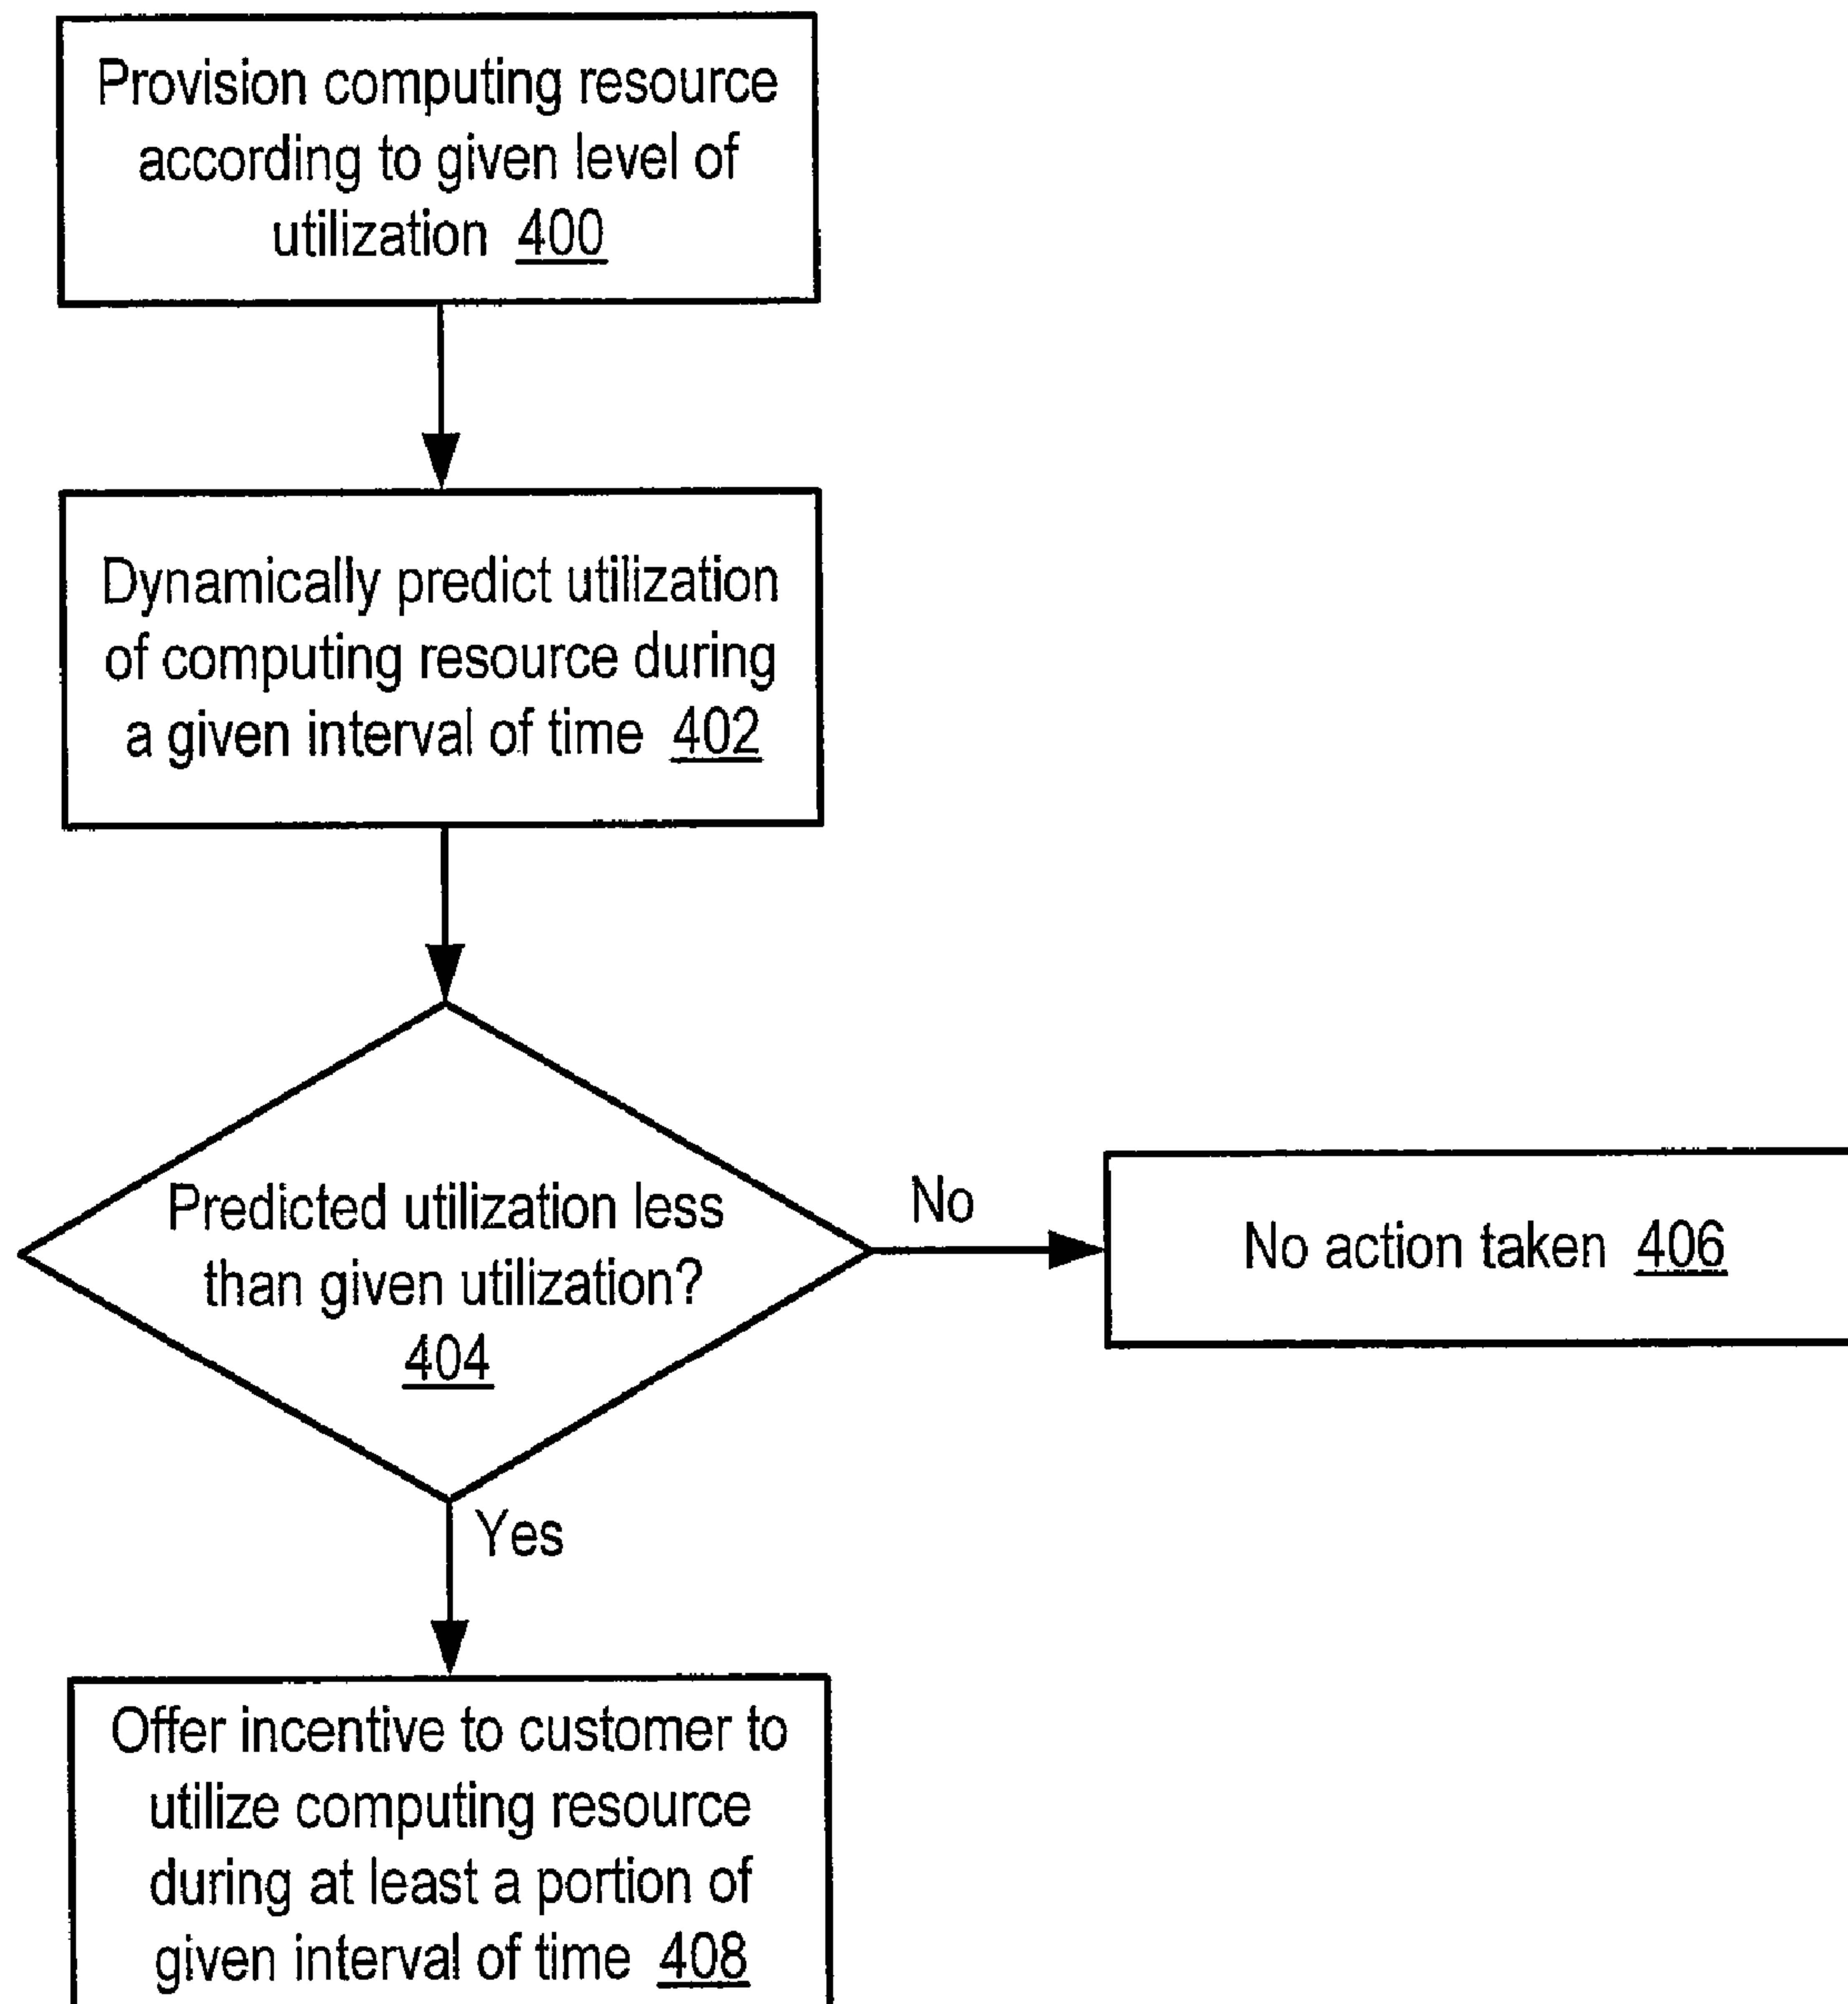 Provision computing resource
according to given level of
utilization 400
Dynamically predict utilization
of computing resource during
a given interval of time 402
Predicted utilization less
than given utilization?
404
No
No action taken 406
Yes
Offer incentive to customer to
utilize computing resource
during at least a portion of
given interval of time 408